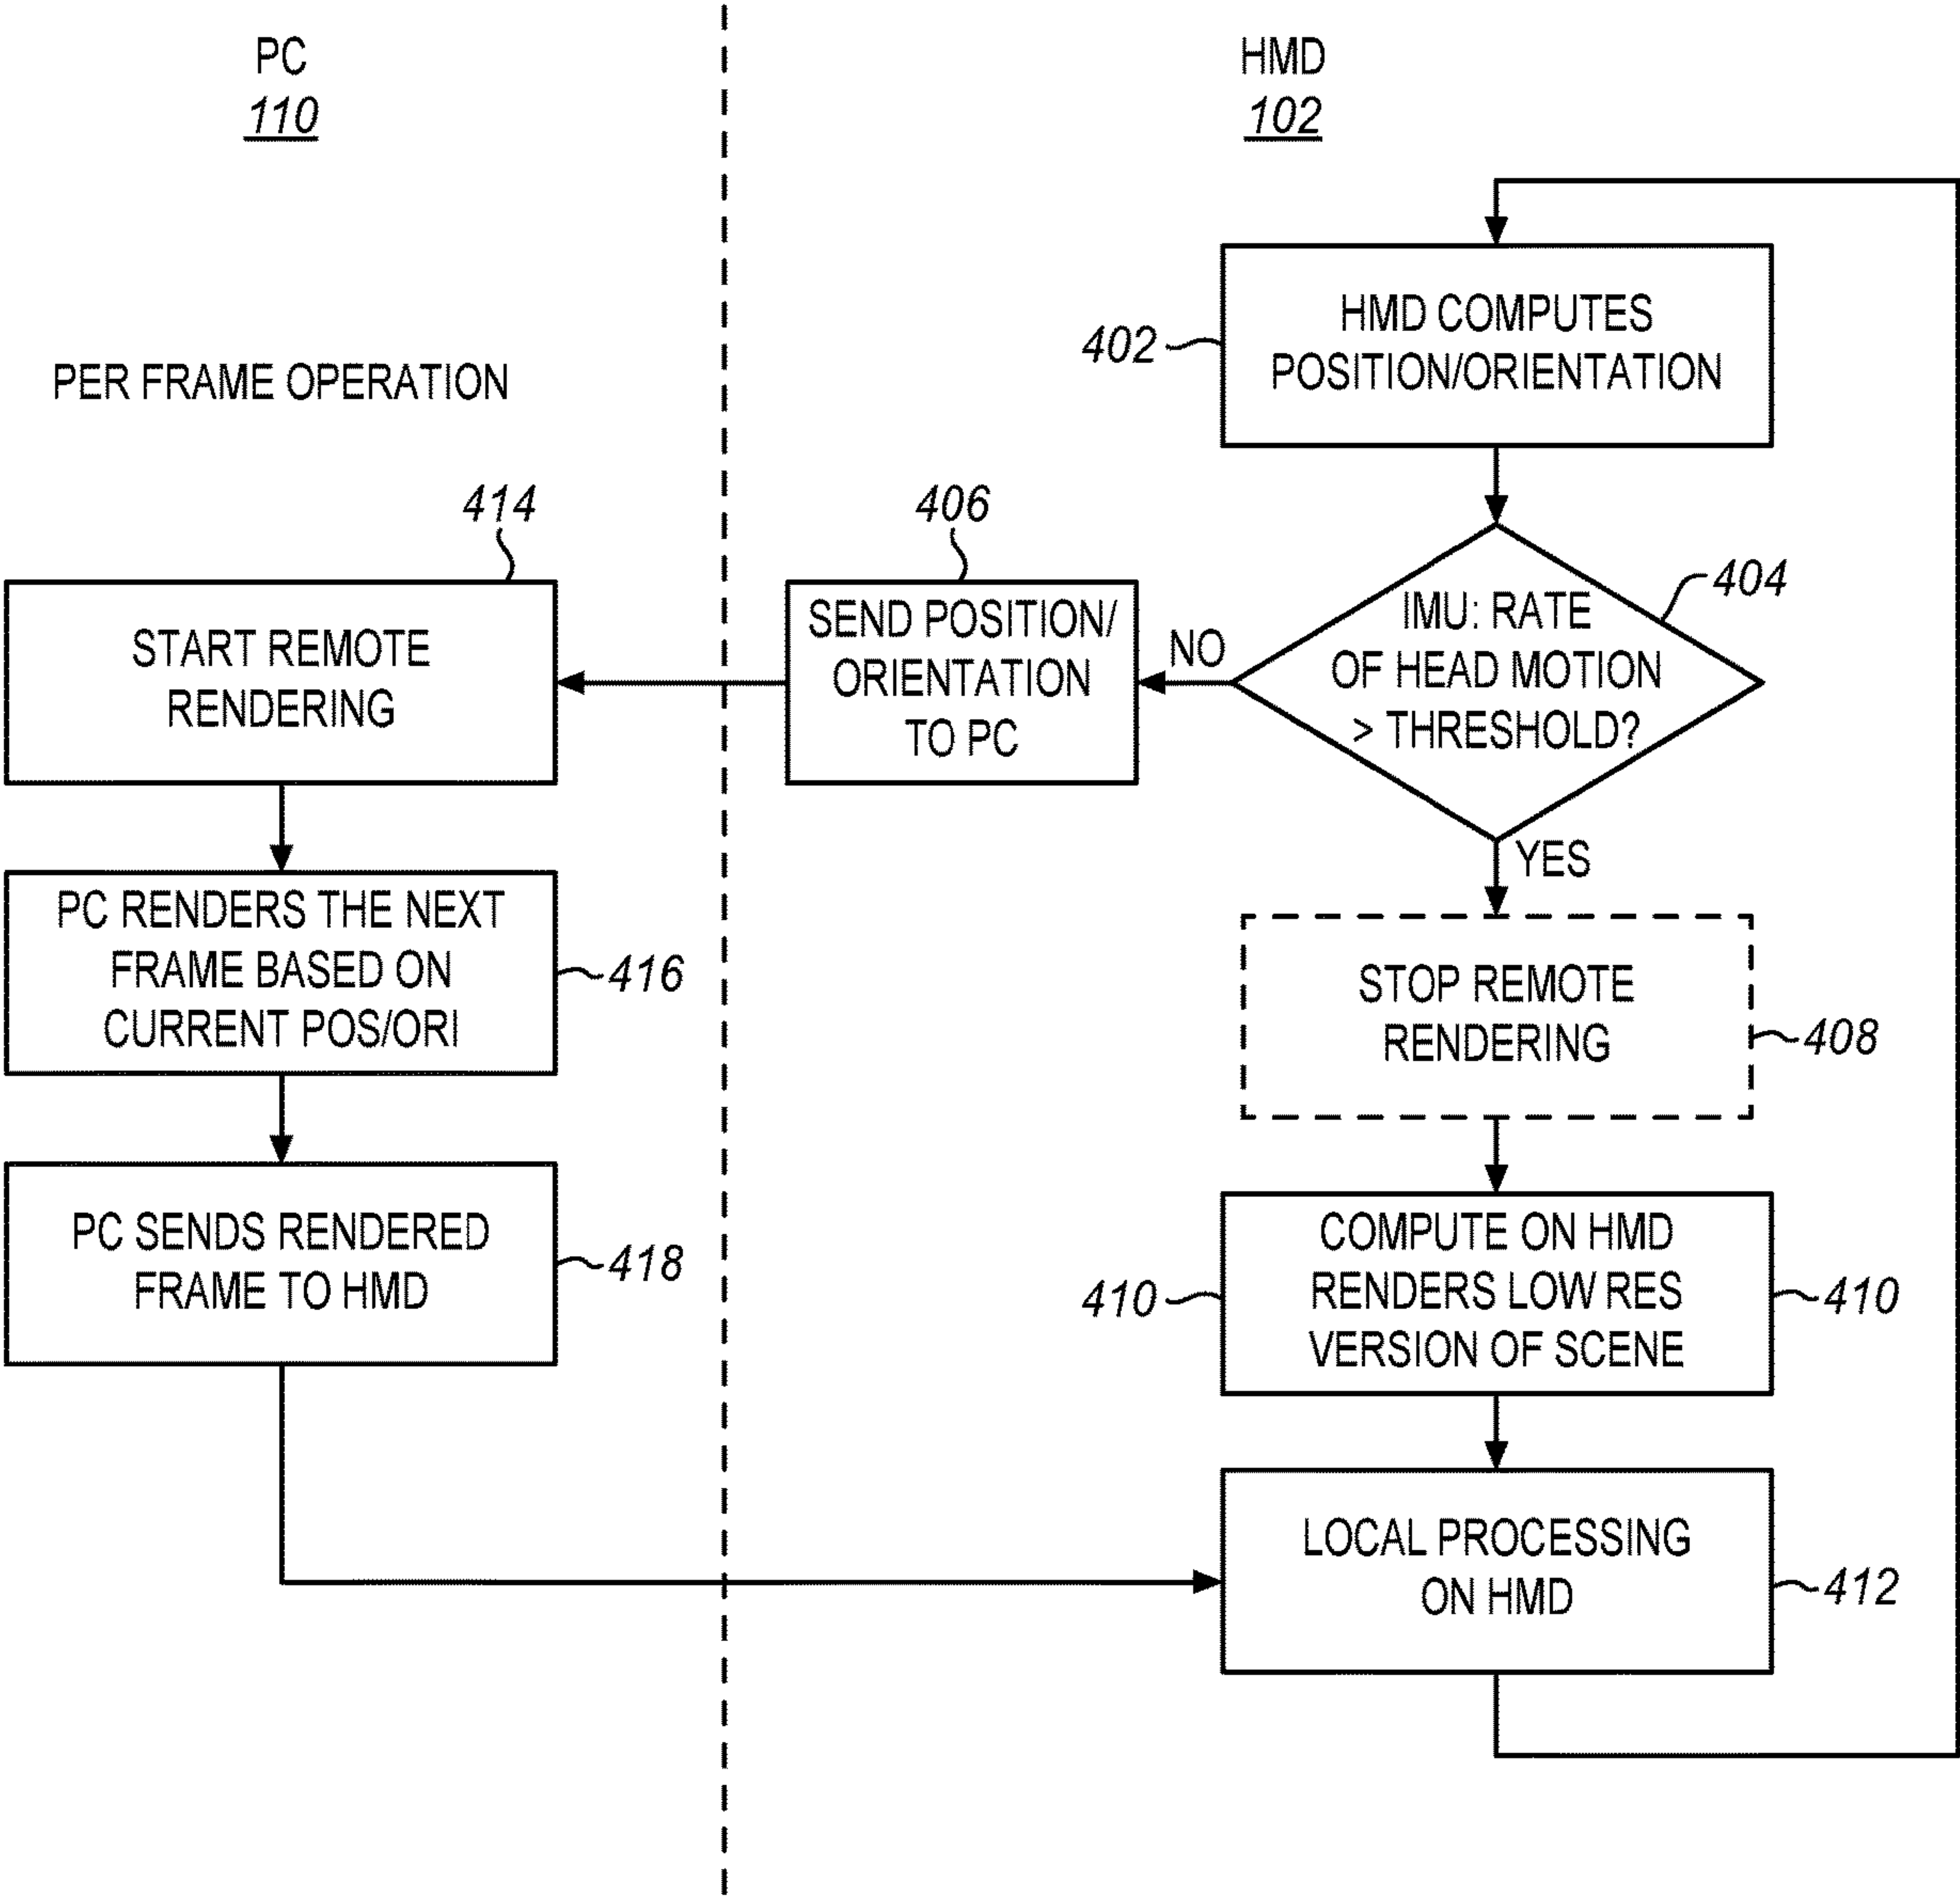 PC
110
HMD
102
PER FRAME OPERATION
402
HMD COMPUTES
POSITION/ORIENTATION
404
IMU: RATE
OF HEAD MOTION
> THRESHOLD?
NO
YES
406
SEND POSITION/
ORIENTATION
TO PC
414
START REMOTE
RENDERING
PC RENDERS THE NEXT
FRAME BASED ON
CURRENT POS/ORI
416
PC SENDS RENDERED
FRAME TO HMD
418
STOP REMOTE
RENDERING
408
410
COMPUTE ON HMD
RENDERS LOW RES
VERSION OF SCENE
410
LOCAL PROCESSING
ON HMD
412